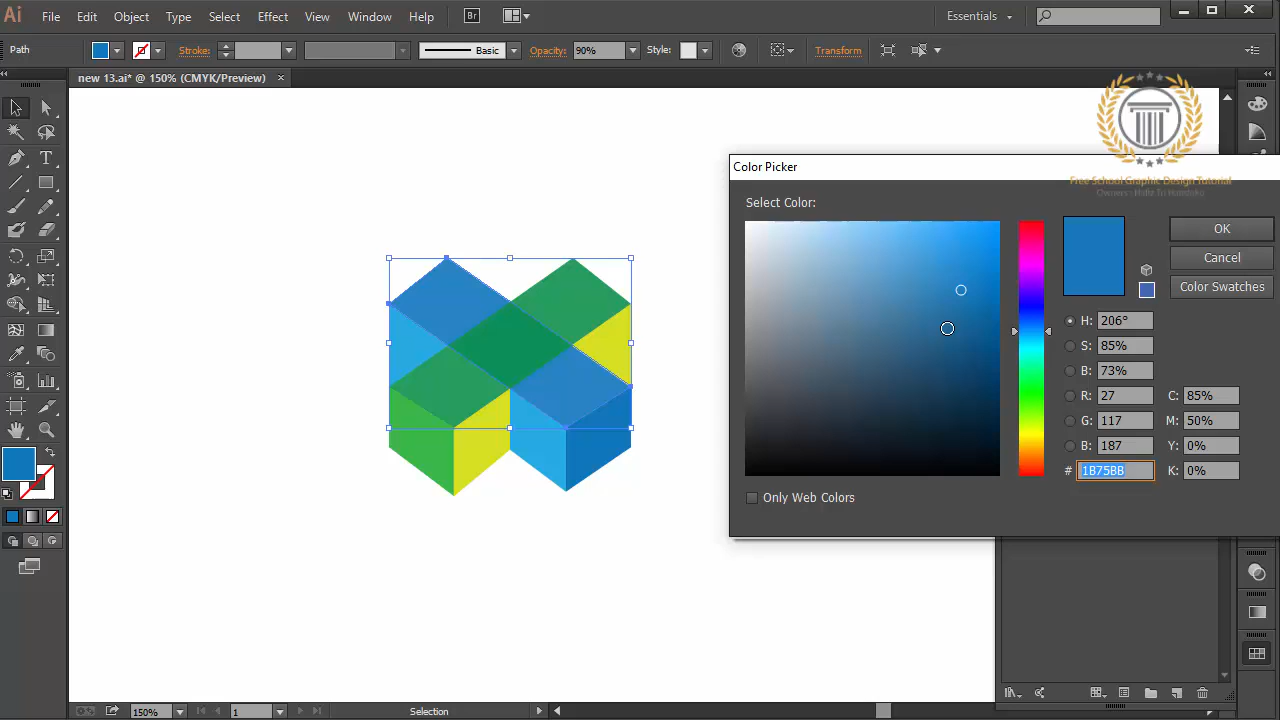 Ai File Edit Object Type Select Effect View Window Help Br Essentials
Path Stroke: Basic Opacity: 90% Style: Transform
new 13.ai* @ 150% (CMYK/Preview) ×
Color Picker
Free School Graphic Design Tutorial
Select Color:
OK
Cancel
Color Swatches
H: 206°
S: 85%
B: 73%
R: 27 C: 85%
G: 117 M: 50%
B: 187 Y: 0%
# 1B75BB K: 0%
Only Web Colors
150% 1 Selection